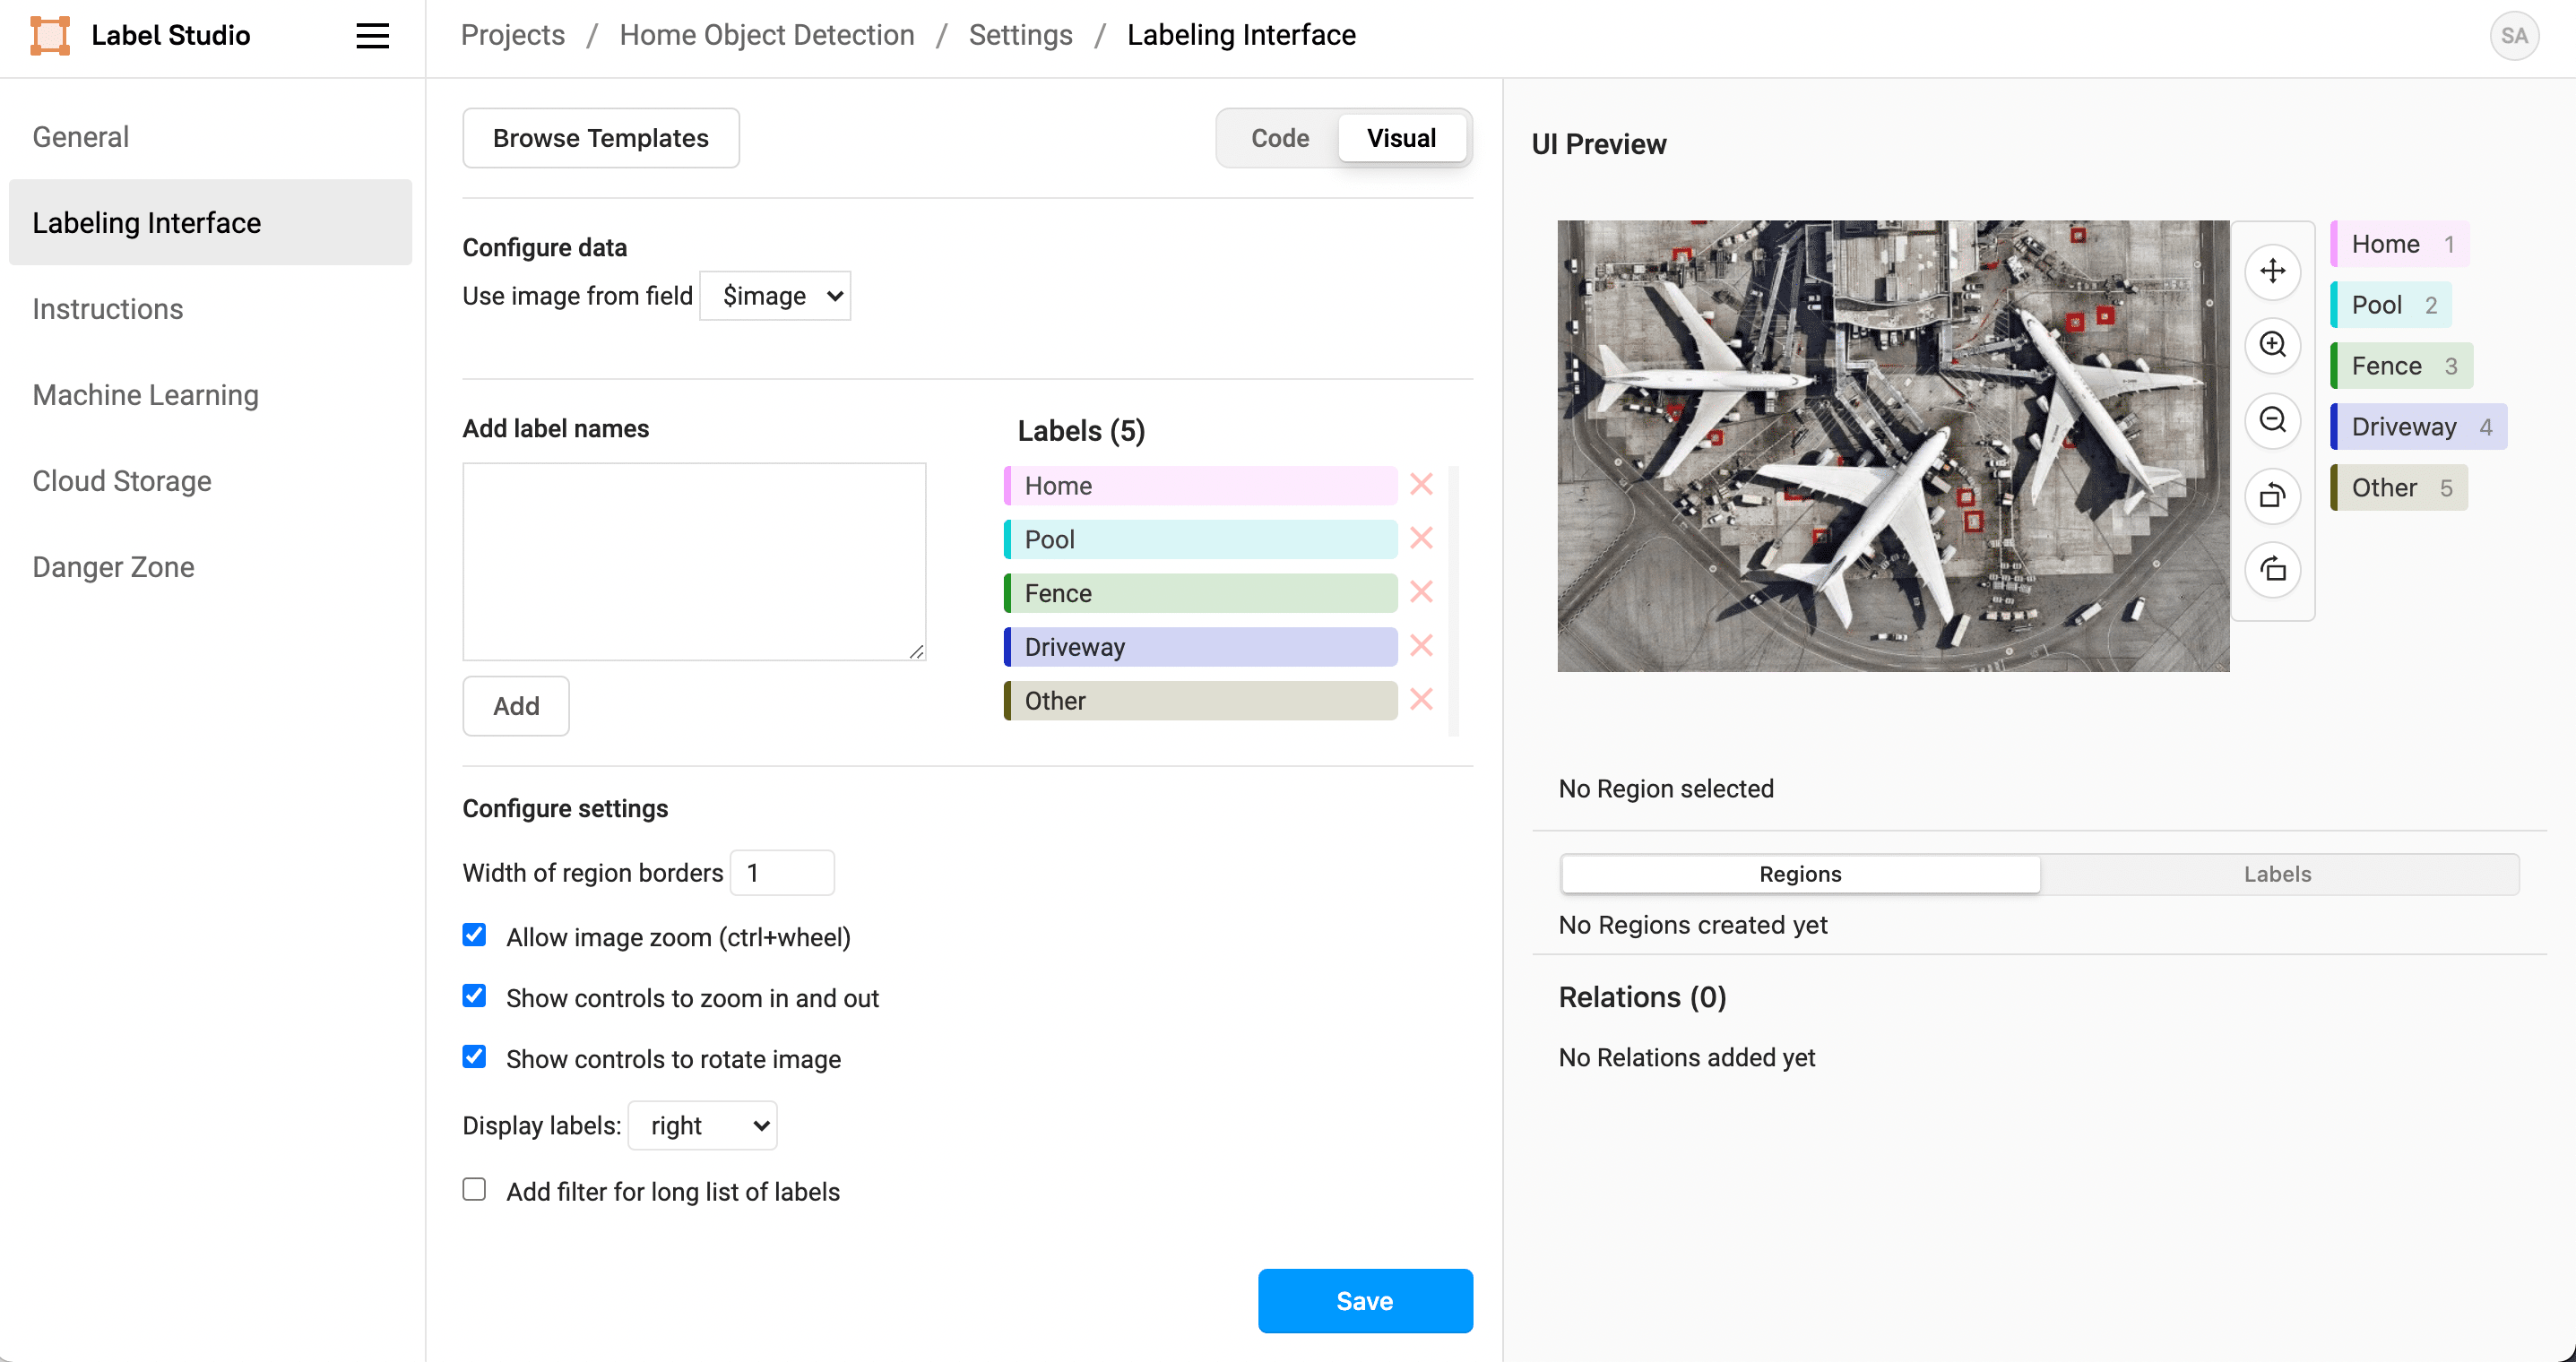 Label Studio
Projects / Home Object Detection / Settings / Labeling Interface
SA
General
Labeling Interface
Instructions
Machine Learning
Cloud Storage
Danger Zone
Browse Templates
Code Visual
Configure data
Use image from field $image
Add label names
Add
Labels (5)
Home
Pool
Fence
Driveway
Other
Configure settings
Width of region borders 1
Allow image zoom (ctrl+wheel)
Show controls to zoom in and out
Show controls to rotate image
Display labels: right
Add filter for long list of labels
Save
UI Preview
Home 1
Pool 2
Fence 3
Driveway 4
Other 5
No Region selected
Regions Labels
No Regions created yet
Relations (0)
No Relations added yet